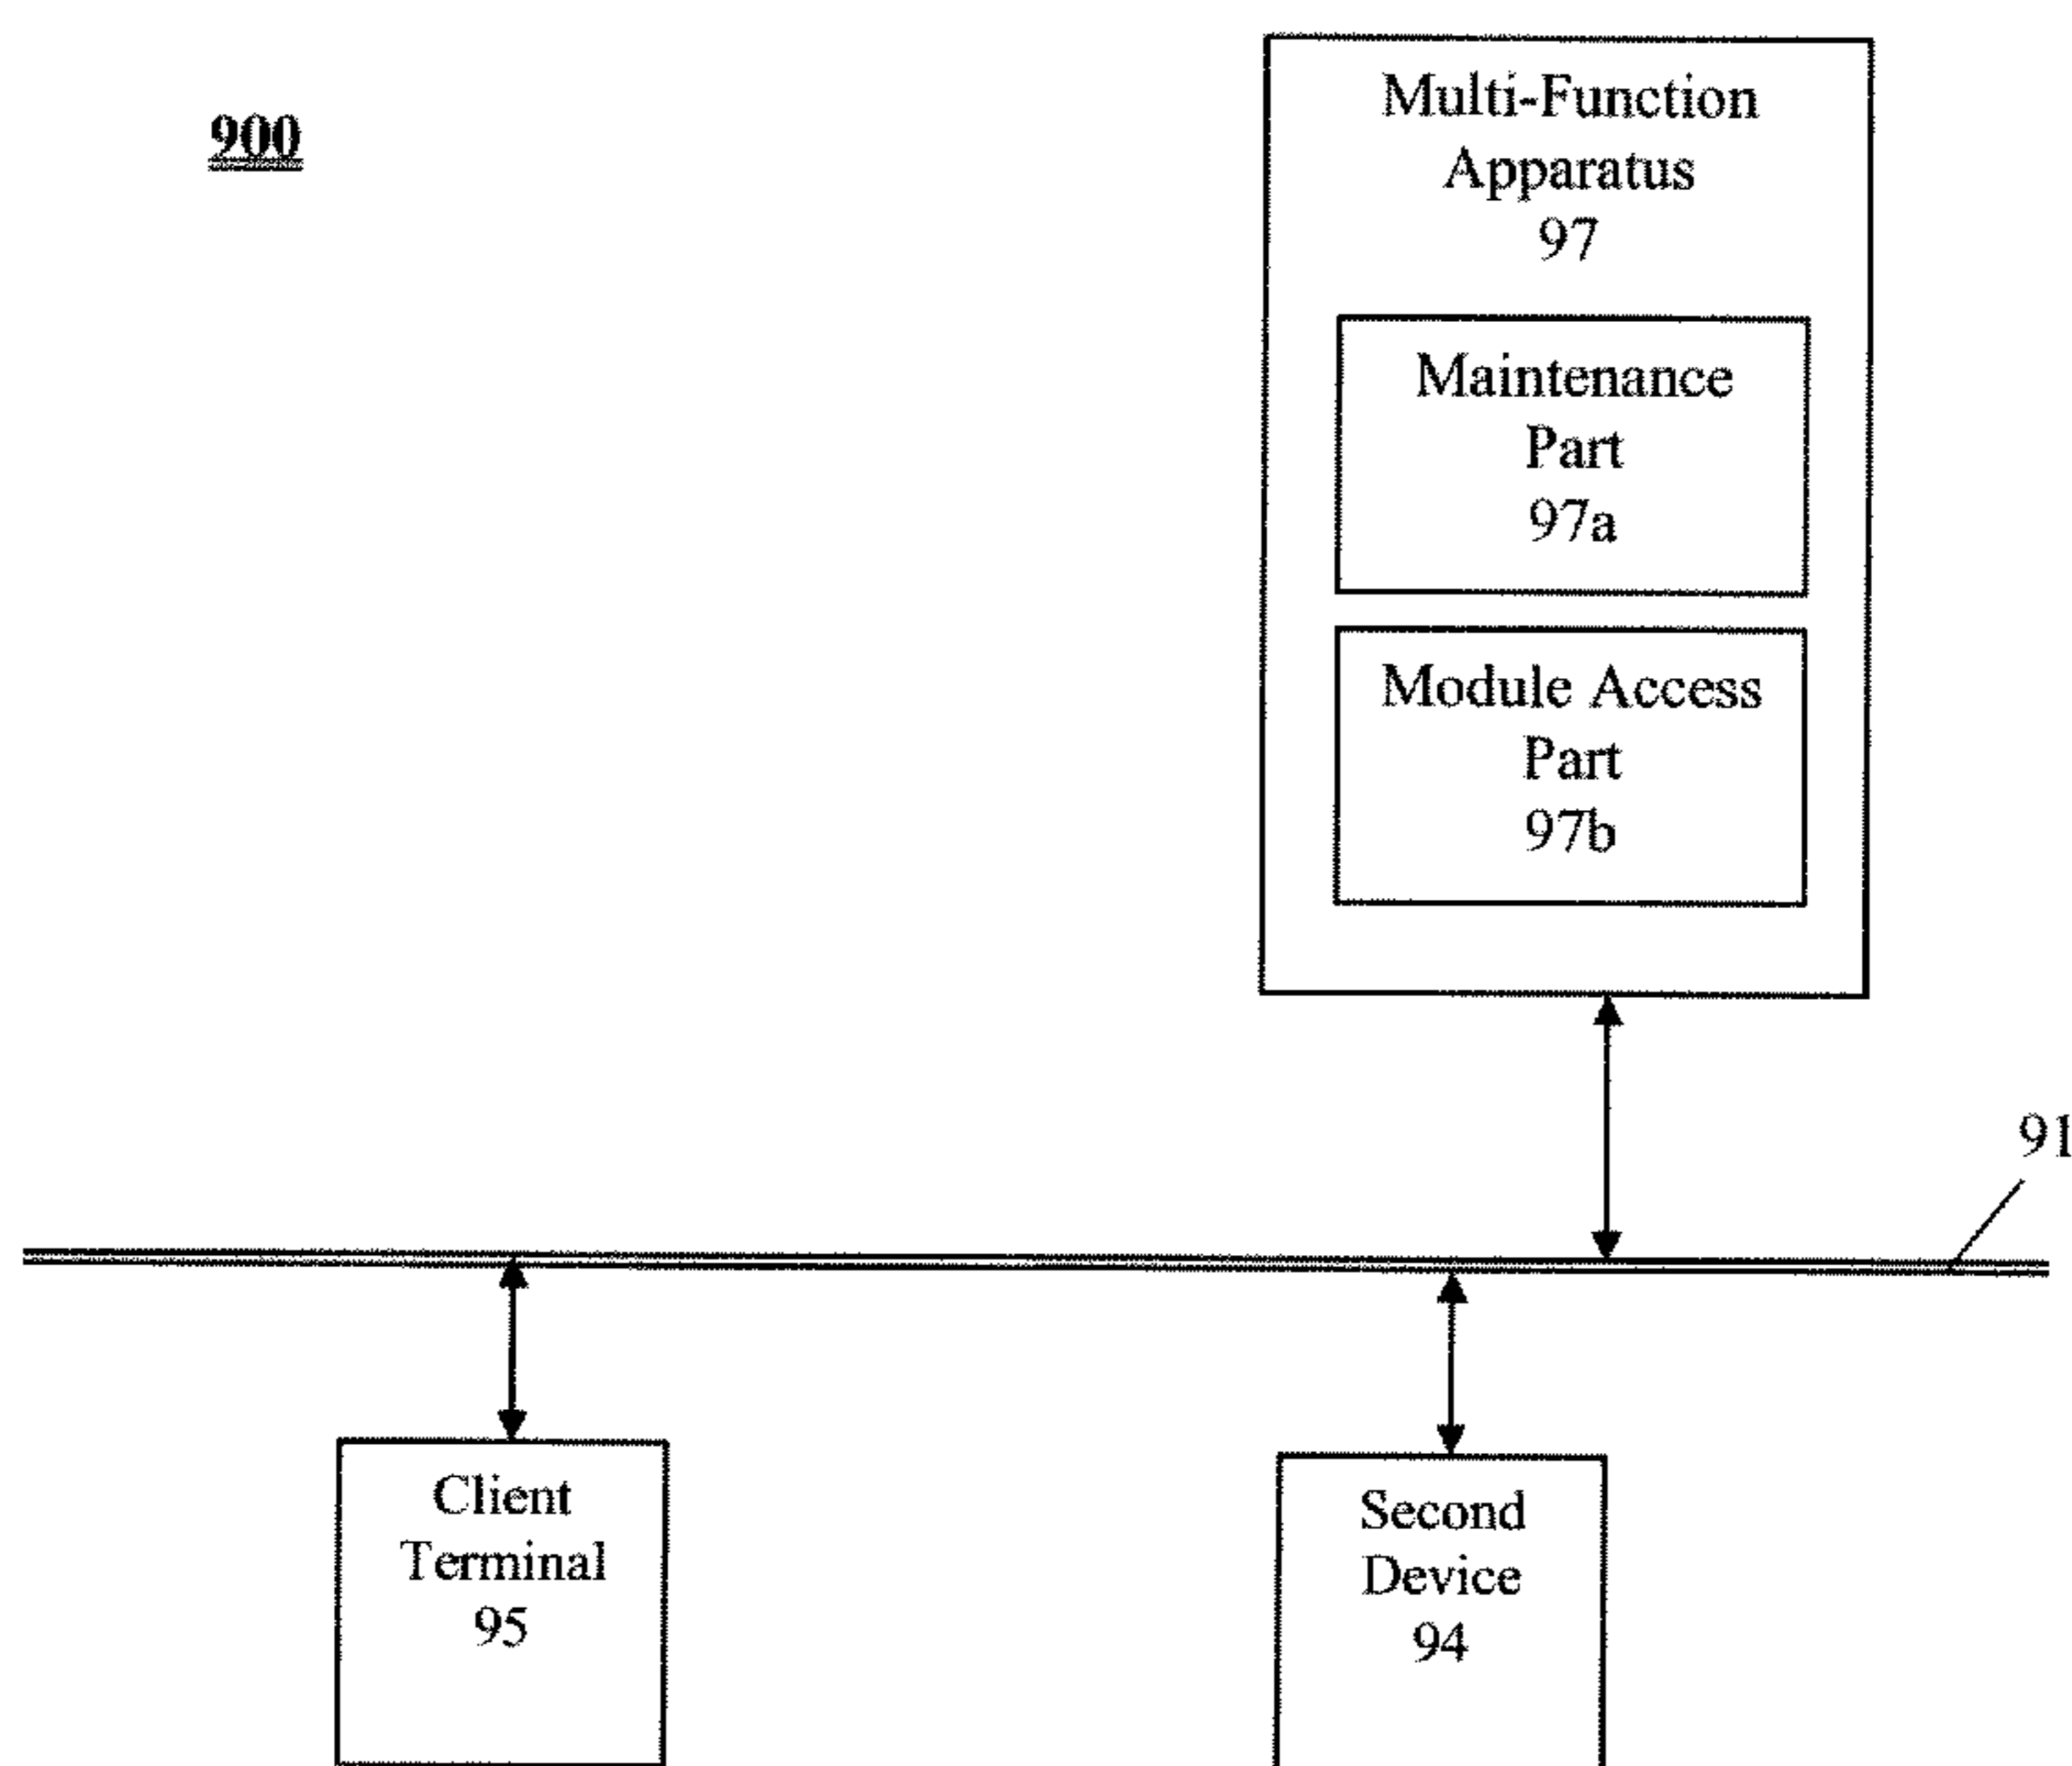 900
Multi-Function
Apparatus
97
Maintenance
Part
97a
Module Access
Part
97b
91
Client
Terminal
95
Second
Device
94